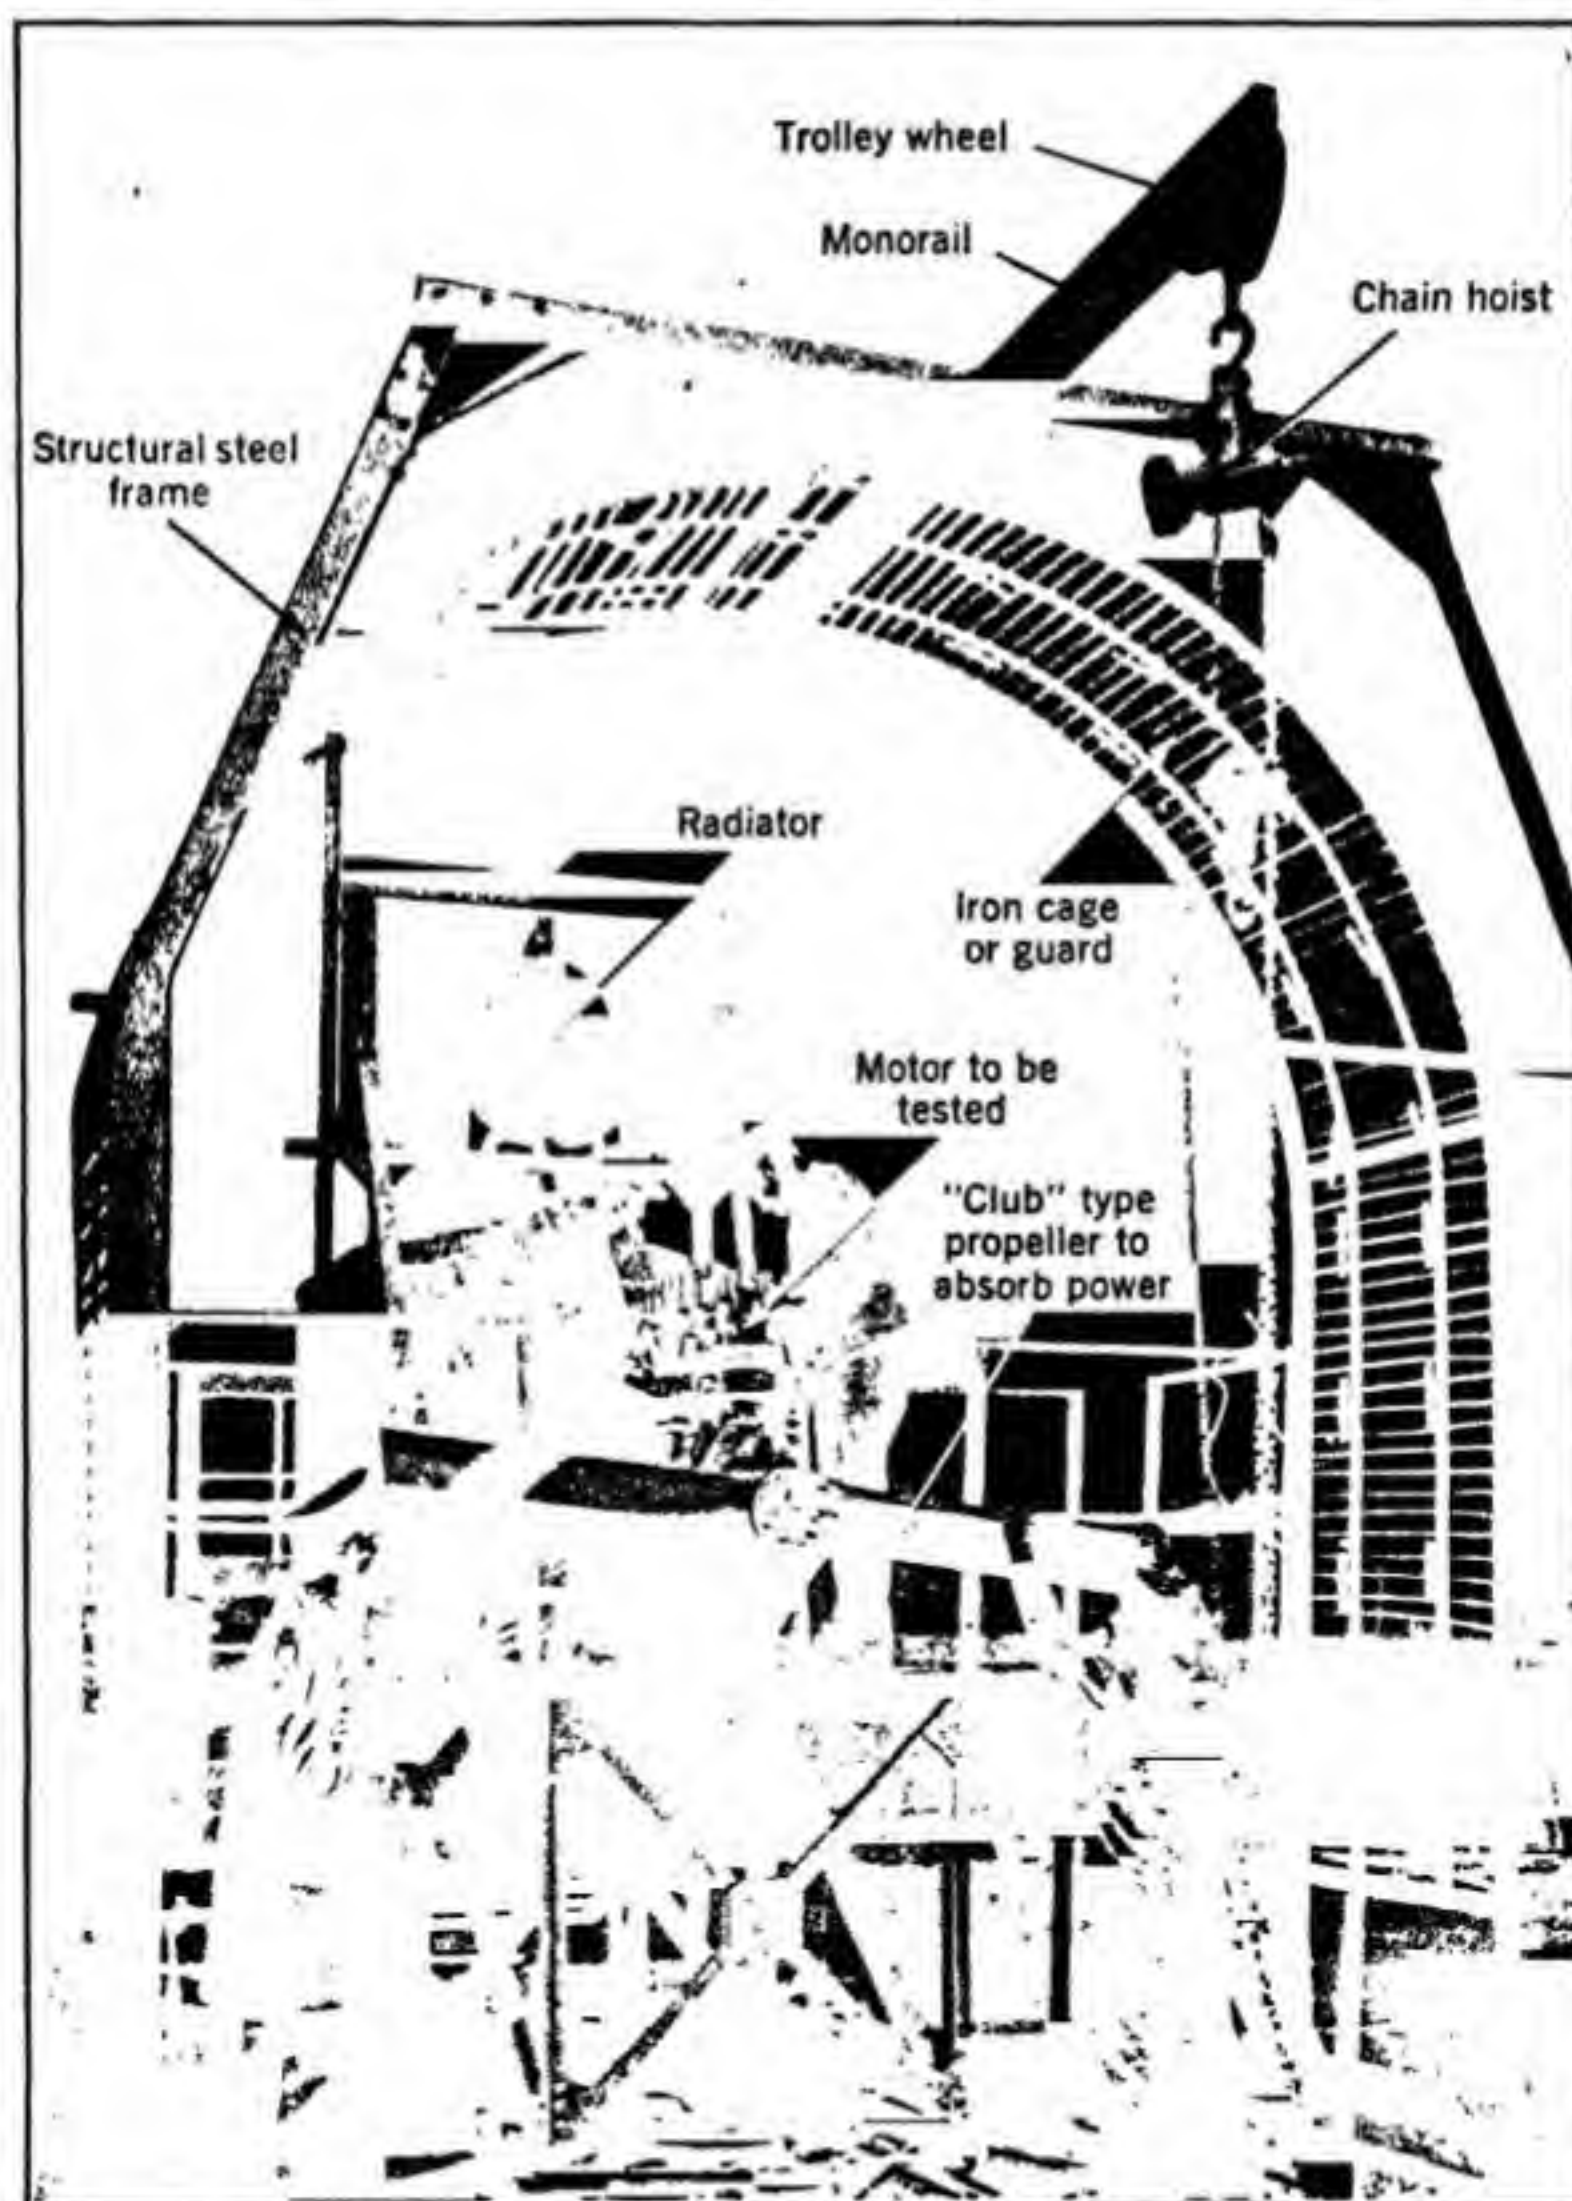 Trolley wheel
Monorail
Chain hoist
Structural steel
frame
Radiator
Iron cage
or guard
Motor to be
tested
"Club" type
propeller to
absorb power